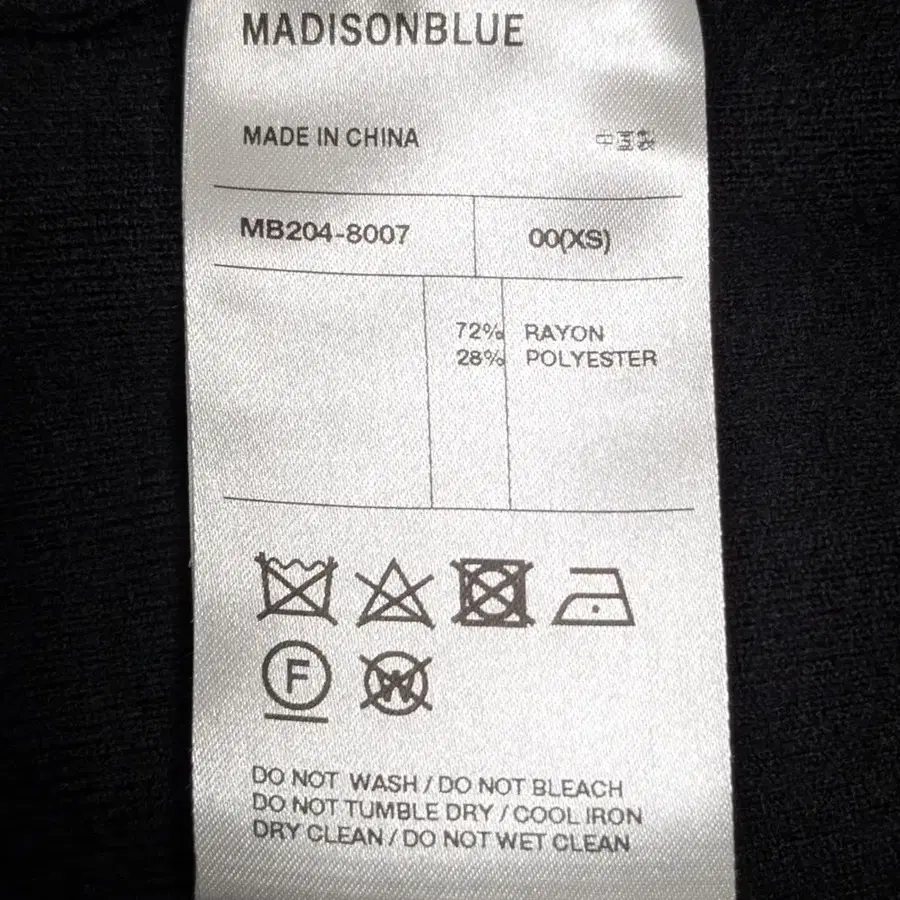 MADISONBLUE
MADE IN CHINA 中国製
MB204-8007 00(XS)
72% RAYON
28% POLYESTER
F
W
DO NOT WASH / DO NOT BLEACH
DO NOT TUMBLE DRY / COOL IRON
DRY CLEAN / DO NOT WET CLEAN